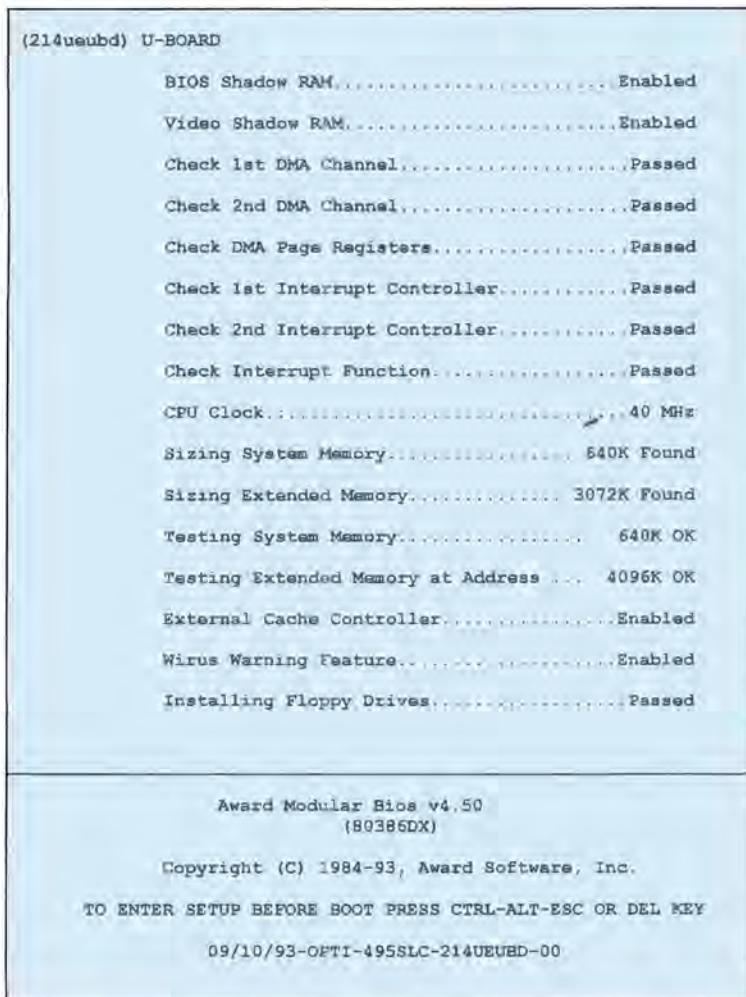 (214ueubd) U-BOARD
BIOS Shadow RAM..........................Enabled
Video Shadow RAM.........................Enabled
Check 1st DMA Channel.....................Passed
Check 2nd DMA Channel.....................Passed
Check DMA Page Registers..................Passed
Check 1st Interrupt Controller............Passed
Check 2nd Interrupt Controller............Passed
Check Interrupt Function..................Passed
CPU Clock.................................40 MHz
Sizing System Memory................. 640K Found
Sizing Extended Memory.............. 3072K Found
Testing System Memory................. 640K OK
Testing Extended Memory at Address ... 4096K OK
External Cache Controller................Enabled
Wirus Warning Feature....................Enabled
Installing Floppy Drives..................Passed
Award Modular Bios v4.50
(80386DX)
Copyright (C) 1984-93, Award Software, Inc.
TO ENTER SETUP BEFORE BOOT PRESS CTRL-ALT-ESC OR DEL KEY
09/10/93-OPTI-495SLC-214UEUBD-00